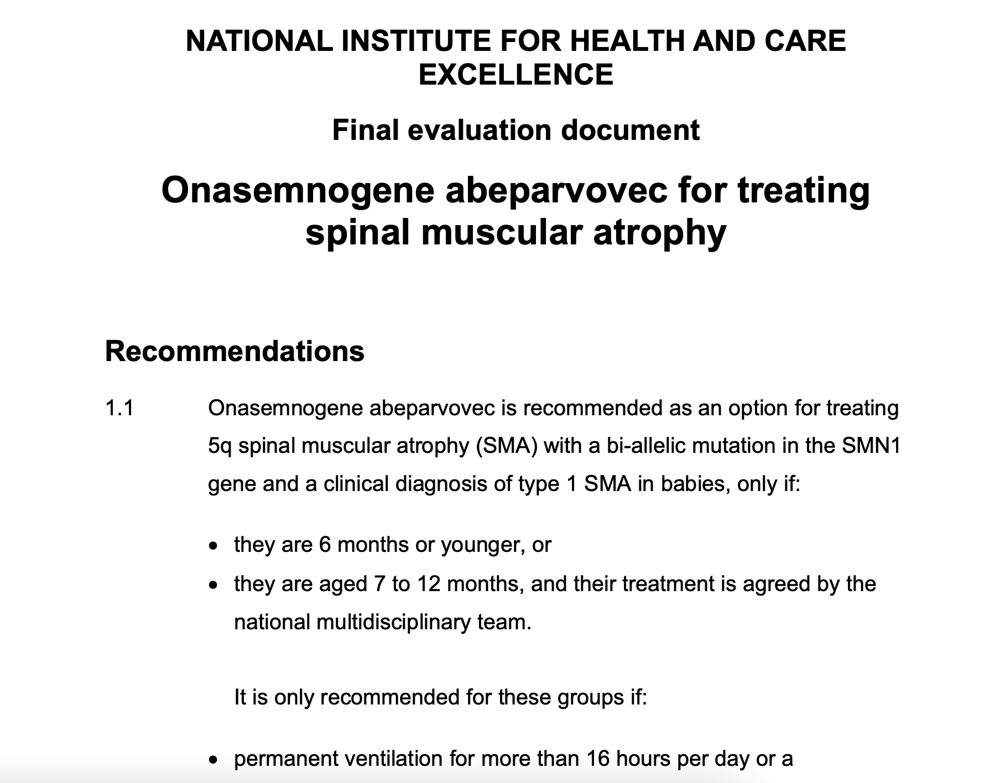 NATIONAL INSTITUTE FOR HEALTH AND CARE
EXCELLENCE
Final evaluation document
Onasemnogene abeparvovec for treating
spinal muscular atrophy
Recommendations
1.1 Onasemnogene abeparvovec is recommended as an option for treating
5q spinal muscular atrophy (SMA) with a bi-allelic mutation in the SMN1
gene and a clinical diagnosis of type 1 SMA in babies, only if:
• they are 6 months or younger, or
• they are aged 7 to 12 months, and their treatment is agreed by the
national multidisciplinary team.
It is only recommended for these groups if:
• permanent ventilation for more than 16 hours per day or a